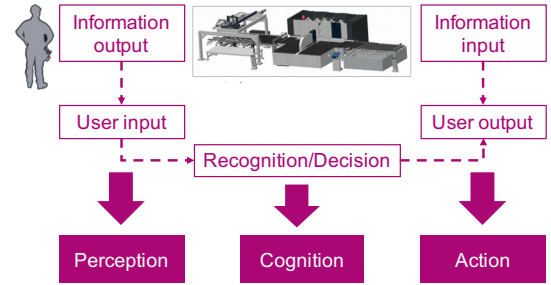 Information
output
Information
input
User input
User output
Recognition/Decision
Perception
Cognition
Action